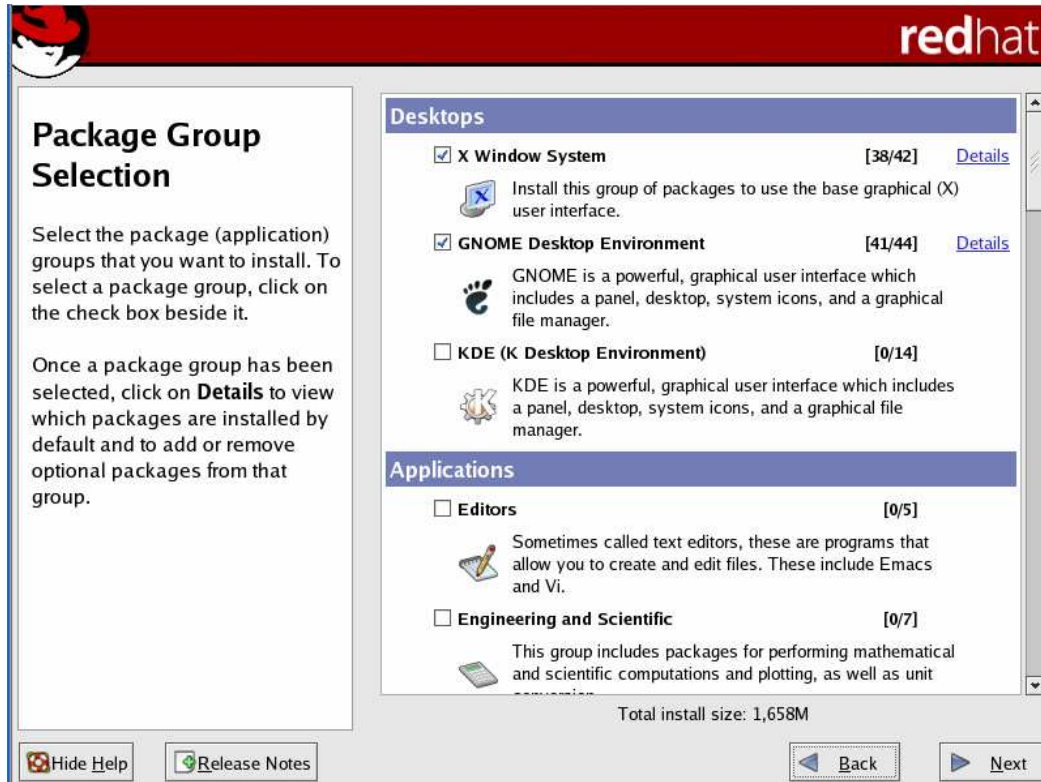 redhat
Package Group
Selection
Select the package (application)
groups that you want to install. To
select a package group, click on
the check box beside it.
Once a package group has been
selected, click on Details to view
which packages are installed by
default and to add or remove
optional packages from that
group.
Desktops
X Window System [38/42] Details
Install this group of packages to use the base graphical (X)
user interface.
GNOME Desktop Environment [41/44] Details
GNOME is a powerful, graphical user interface which
includes a panel, desktop, system icons, and a graphical
file manager.
KDE (K Desktop Environment) [0/14]
KDE is a powerful, graphical user interface which includes
a panel, desktop, system icons, and a graphical file
manager.
Applications
Editors [0/5]
Sometimes called text editors, these are programs that
allow you to create and edit files. These include Emacs
and Vi.
Engineering and Scientific [0/7]
This group includes packages for performing mathematical
and scientific computations and plotting, as well as unit
Total install size: 1,658M
Hide Help
Release Notes
Back
Next